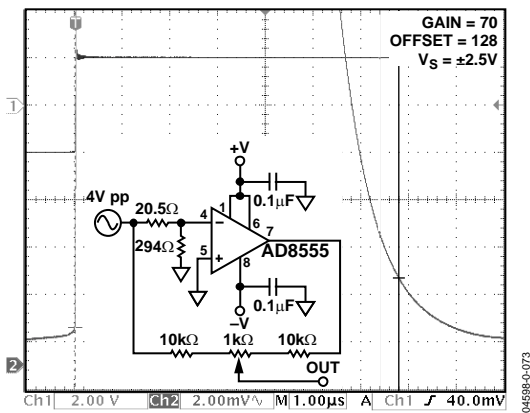 GAIN = 70
OFFSET = 128
VS = ±2.5V
T
1
+V
0.1μF
4V pp
20.5Ω
294Ω
4
1
6
7
5
8
−
+
AD8555
0.1μF
−V
10kΩ
1kΩ
10kΩ
OUT
2
Ch1 2.00 V Ch2 2.00mV∿ M 1.00μs A Ch1 ƒ 40.0mV
04598-0-073